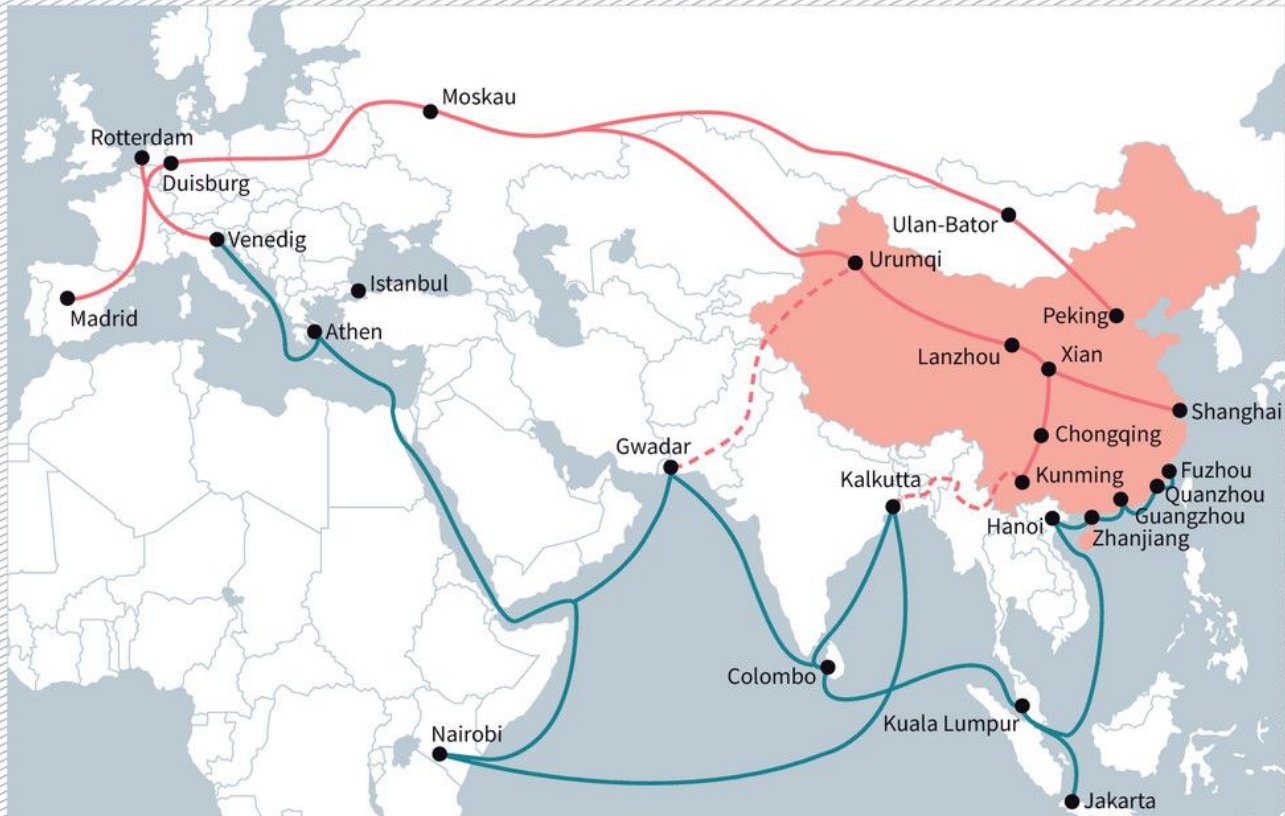 Moskau
Rotterdam
Duisburg
Ulan-Bator
Venedig
Urumqi
Istanbul
Madrid
Peking
Athen
Lanzhou
Xian
Shanghai
Chongqing
Gwadar
Kalkutta
Kunming
Fuzhou
Quanzhou
Guangzhou
Hanoi
Zhanjiang
Colombo
Kuala Lumpur
Nairobi
Jakarta